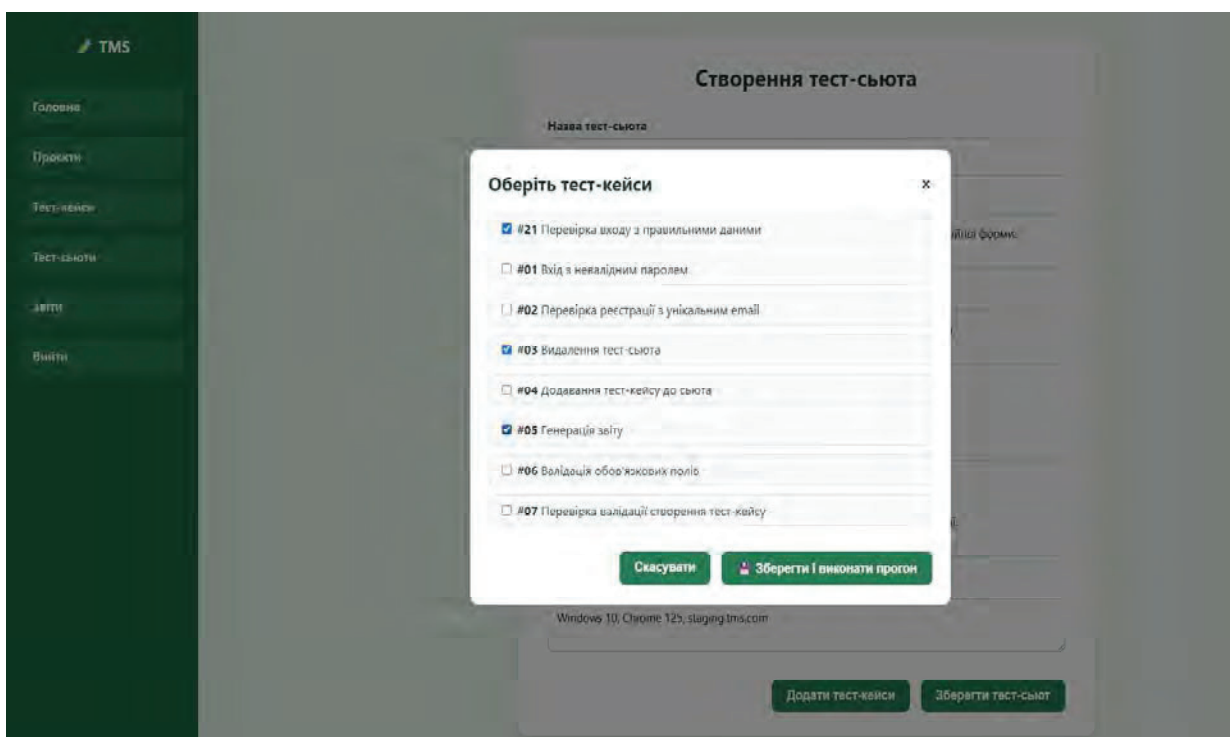 TMS
Головна
Проєкти
Тест-кейси
Тест-сьюти
Звіти
Вийти
Створення тест-сьюта
Назва тест-сьюта
Оберіть тест-кейси
x
#21 Перевірка входу з правильними даними
#01 Вхід з невалідним паролем
#02 Перевірка реєстрації з унікальним email
#03 Видалення тест-сьюта
#04 Додавання тест-кейсу до сьюта
#05 Генерація звіту
#06 Валідація обов'язкових полів
#07 Перевірка валідації створення тест-кейсу
форми.
Скасувати
Зберегти і виконати прогон
Windows 10, Chrome 125, staging.tms.com
Додати тест-кейси
Зберегти тест-сьют